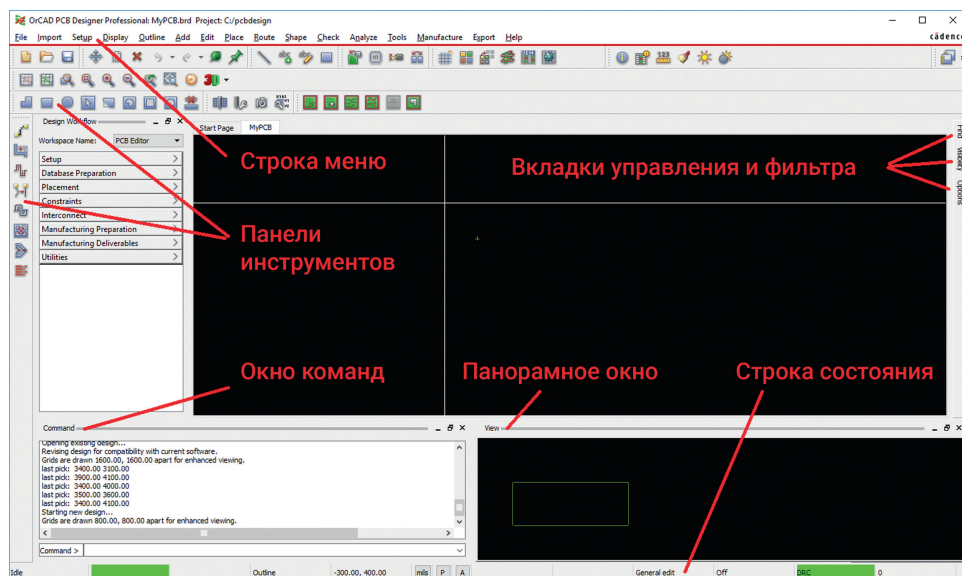 OrCAD PCB Designer Professional: MyPCB.brd Project: C:/pcbdesign
File Import Setup Display Outline Add Edit Place Route Shape Check Analyze Tools Manufacture Export Help
cādence
Design Workflow
Workspace Name: PCB Editor
Setup
Database Preparation
Placement
Constraints
Interconnect
Manufacturing Preparation
Manufacturing Deliverables
Utilities
Start Page MyPCB
Строка меню
Вкладки управления и фильтра
Find
Visibility
Options
Панели
инструментов
Окно команд
Панорамное окно
Строка состояния
Command
Opening existing design...
Revising design for compatibility with current software.
Grids are drawn 1600.00, 1600.00 apart for enhanced viewing.
last pick: 3400.00 3100.00
last pick: 3900.00 4100.00
last pick: 3400.00 4000.00
last pick: 3500.00 3600.00
last pick: 3400.00 4100.00
Starting new design...
Grids are drawn 800.00, 800.00 apart for enhanced viewing.
Command >
View
Idle Outline -300.00, 400.00 mils P A General edit Off DRC 0